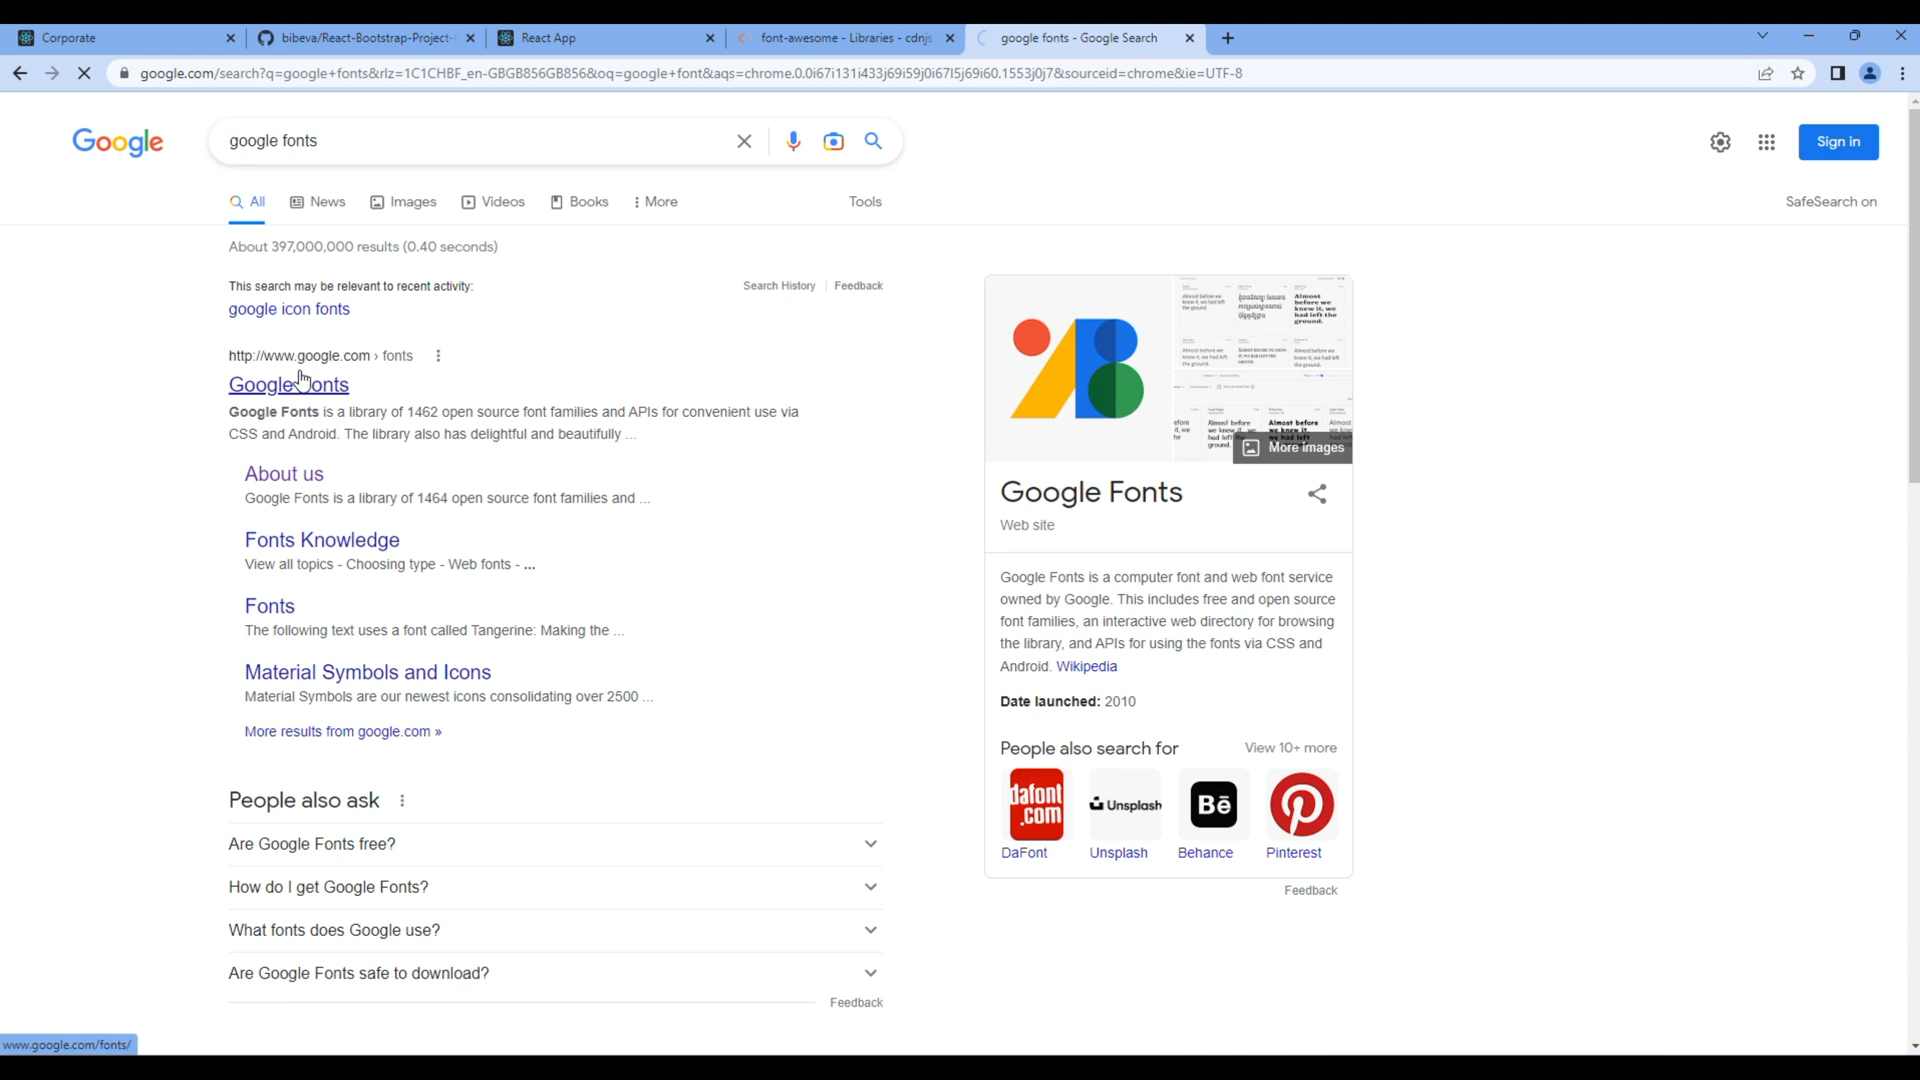 Corporate
bibeva/React-Bootstrap-Project-
React App
font-awesome - Libraries - cdnjs
google fonts - Google Search
google.com/search?q=google+fonts&rlz=1C1CHBF_en-GBGB856GB856&oq=google+font&aqs=chrome.0.0i67i131i433j69i59j0i67l5j69i60.1553j0j7&sourceid=chrome&ie=UTF-8
Google
google fonts
Sign in
All
News
Images
Videos
Books
More
Tools
SafeSearch on
About 397,000,000 results (0.40 seconds)
This search may be relevant to recent activity:
Search History
Feedback
google icon fonts
http://www.google.com › fonts
Google Fonts
Google Fonts is a library of 1462 open source font families and APIs for convenient use via
CSS and Android. The library also has delightful and beautifully ...
About us
Google Fonts is a library of 1464 open source font families and ...
Fonts Knowledge
View all topics - Choosing type - Web fonts - ...
Fonts
The following text uses a font called Tangerine: Making the ...
Material Symbols and Icons
Material Symbols are our newest icons consolidating over 2500 ...
More results from google.com »
People also ask
Are Google Fonts free?
How do I get Google Fonts?
What fonts does Google use?
Are Google Fonts safe to download?
Feedback
More images
Google Fonts
Web site
Google Fonts is a computer font and web font service
owned by Google. This includes free and open source
font families, an interactive web directory for browsing
the library, and APIs for using the fonts via CSS and
Android. Wikipedia
Date launched: 2010
People also search for
View 10+ more
dafont
.com
Unsplash
Bē
DaFont
Unsplash
Behance
Pinterest
Feedback
www.google.com/fonts/